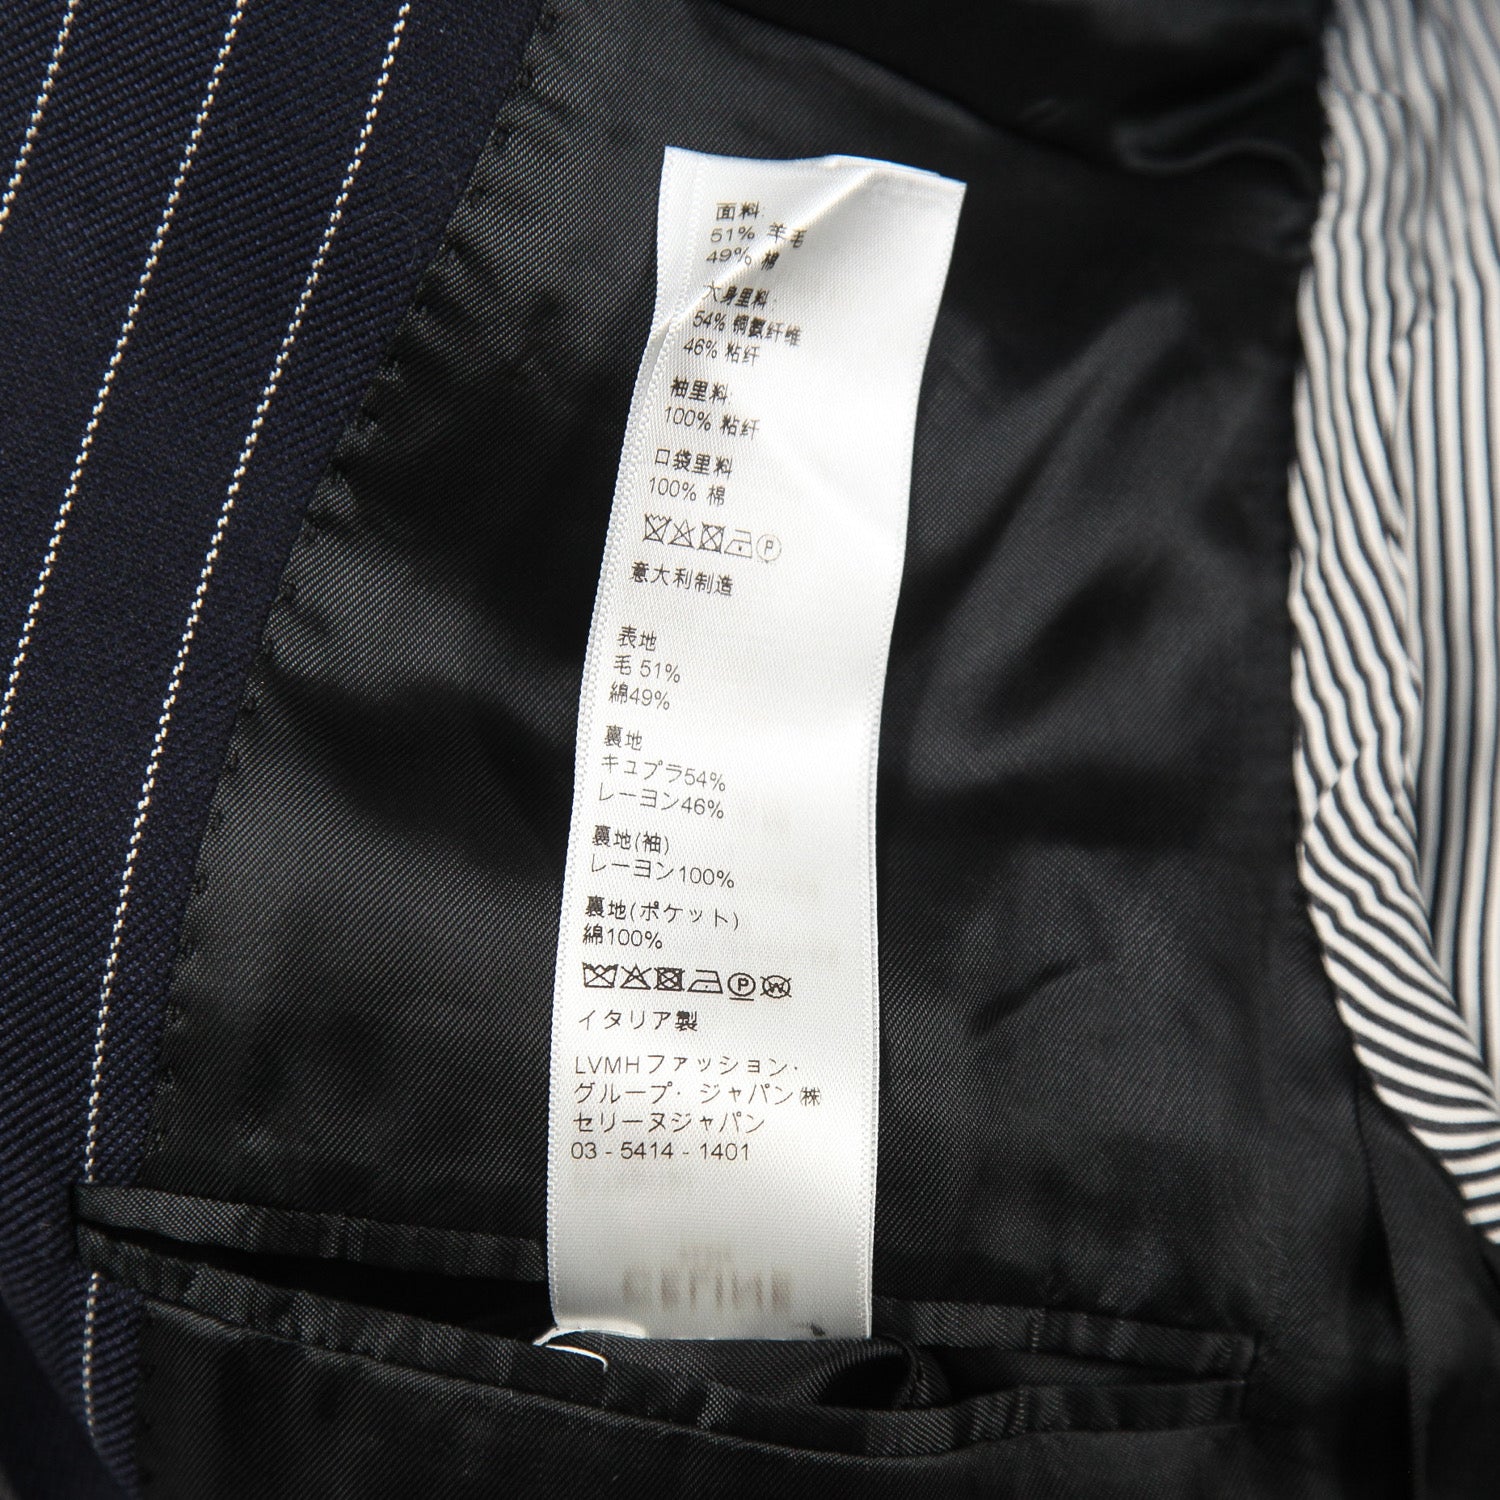 面料:
51% 羊毛
49% 棉
大身里料:
54% 铜氨纤维
46% 粘纤
袖里料:
100% 粘纤
口袋里料
100% 棉
意大利制造
表地
毛 51%
綿49%
裏地
キュプラ54%
レーヨン46%
裏地(袖)
レーヨン100%
裏地(ポケット)
綿100%
イタリア製
LVMHファッション・
グループ・ジャパン㈱
セリーヌジャパン
03 - 5414 - 1401